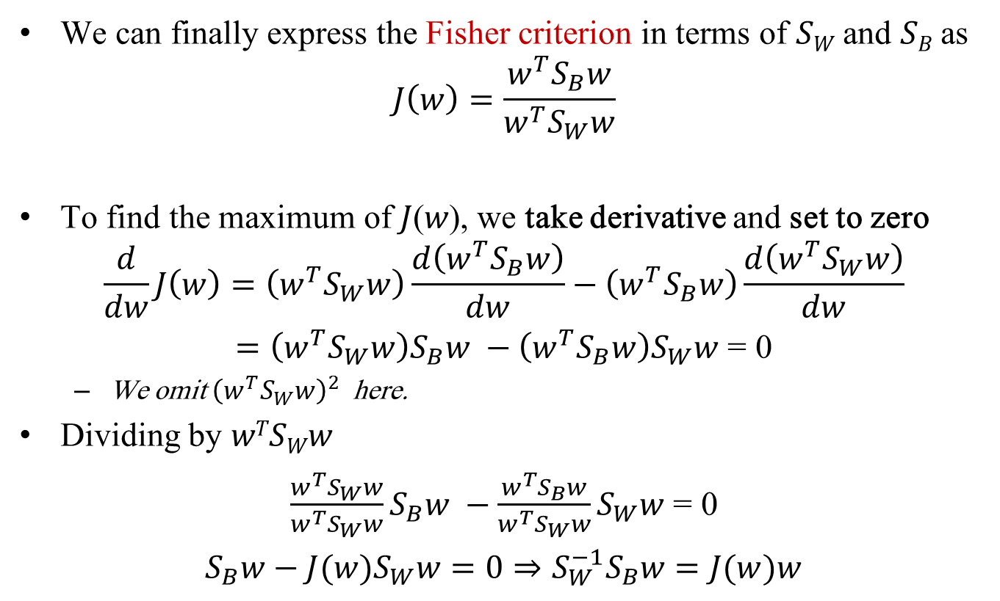 • We can finally express the Fisher criterion in terms of $S_W$ and $S_B$ as
$J(w) = \frac{w^T S_B w}{w^T S_W w}$
• To find the maximum of $J(w)$, we take derivative and set to zero
$\frac{d}{dw} J(w) = (w^T S_W w) \frac{d(w^T S_B w)}{dw} - (w^T S_B w) \frac{d(w^T S_W w)}{dw}$
$= (w^T S_W w) S_B w - (w^T S_B w) S_W w = 0$
– We omit $(w^T S_W w)^2$ here.
• Dividing by $w^T S_W w$
$\frac{w^T S_W w}{w^T S_W w} S_B w - \frac{w^T S_B w}{w^T S_W w} S_W w = 0$
$S_B w - J(w) S_W w = 0 \Rightarrow S_W^{-1} S_B w = J(w) w$